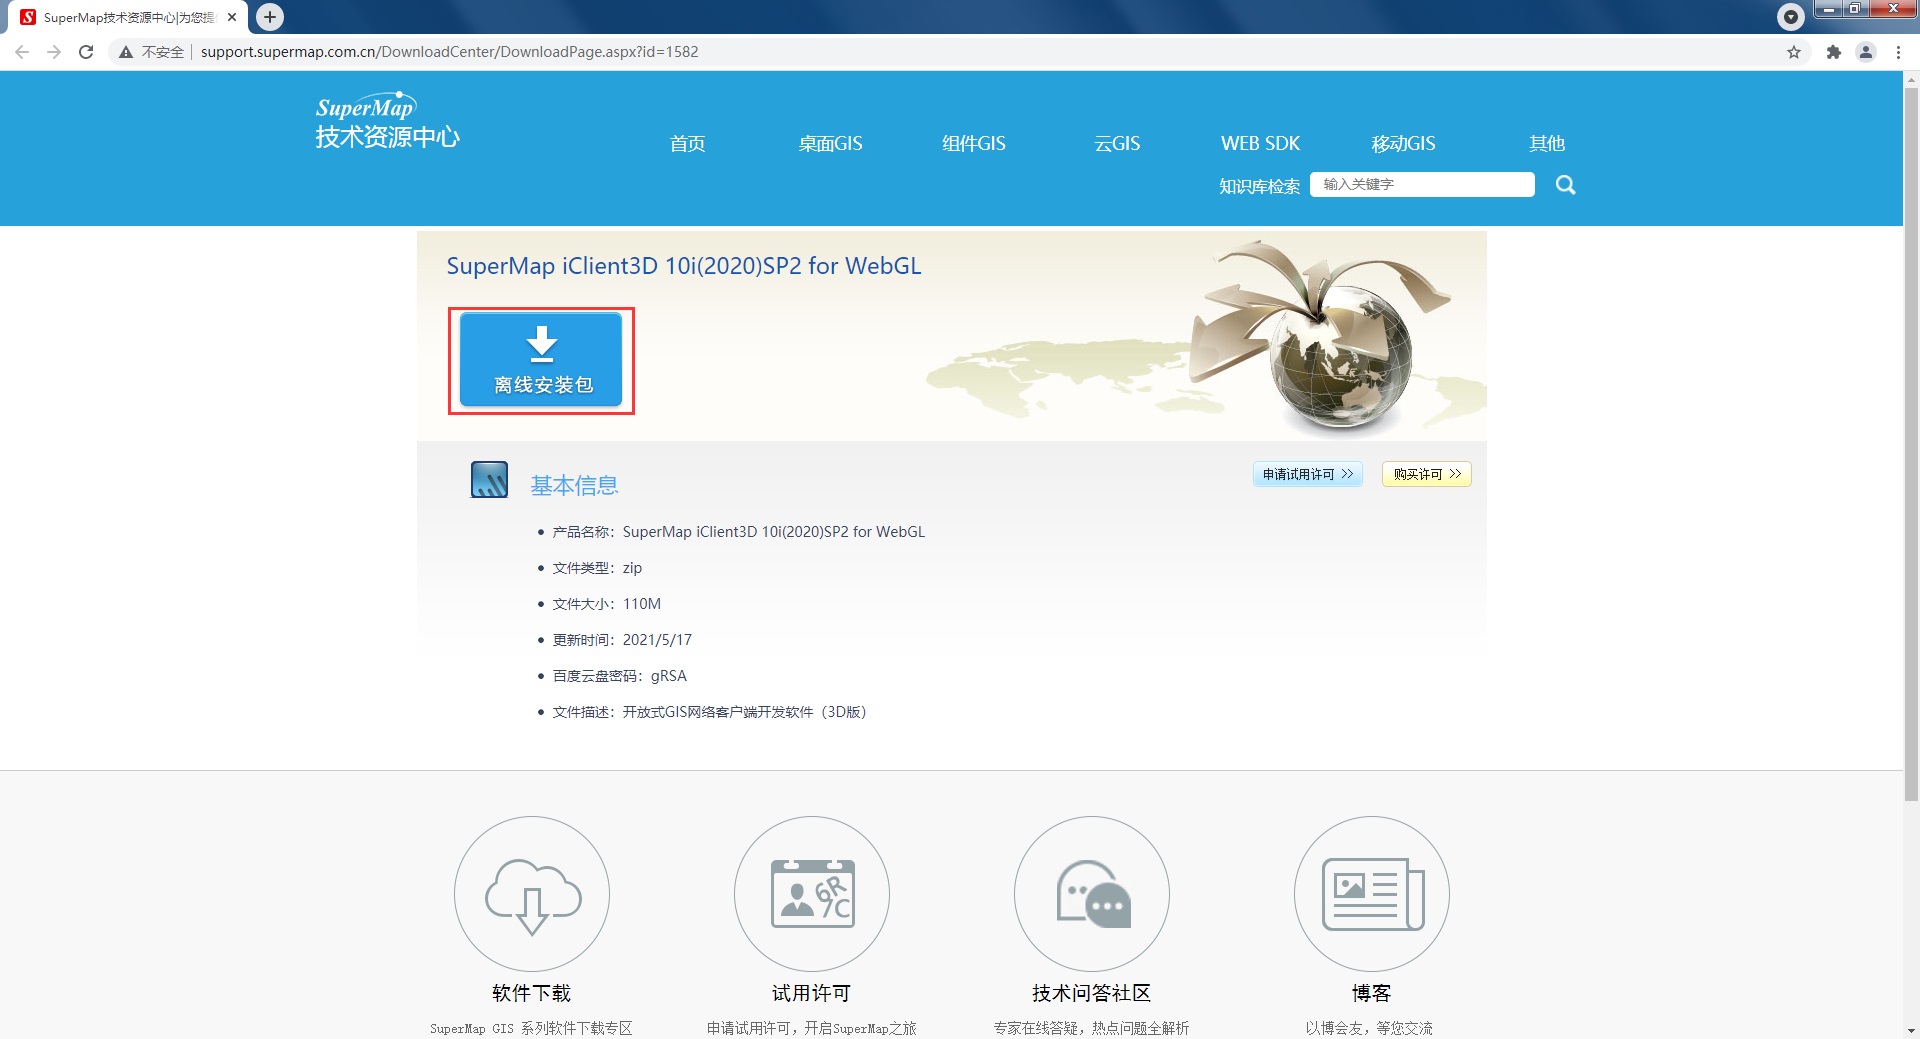 SuperMap技术资源中心|为您提
不安全 support.supermap.com.cn/DownloadCenter/DownloadPage.aspx?id=1582
SuperMap
技术资源中心
首页 桌面GIS 组件GIS 云GIS WEB SDK 移动GIS 其他
知识库检索 输入关键字
SuperMap iClient3D 10i(2020)SP2 for WebGL
离线安装包
基本信息
申请试用许可 >> 购买许可 >>
产品名称：SuperMap iClient3D 10i(2020)SP2 for WebGL
文件类型：zip
文件大小：110M
更新时间：2021/5/17
百度云盘密码：gRSA
文件描述：开放式GIS网络客户端开发软件（3D版）
6R
7C
软件下载 试用许可 技术问答社区 博客
SuperMap GIS 系列软件下载专区 申请试用许可，开启SuperMap之旅 专家在线答疑，热点问题全解析 以博会友，等您交流